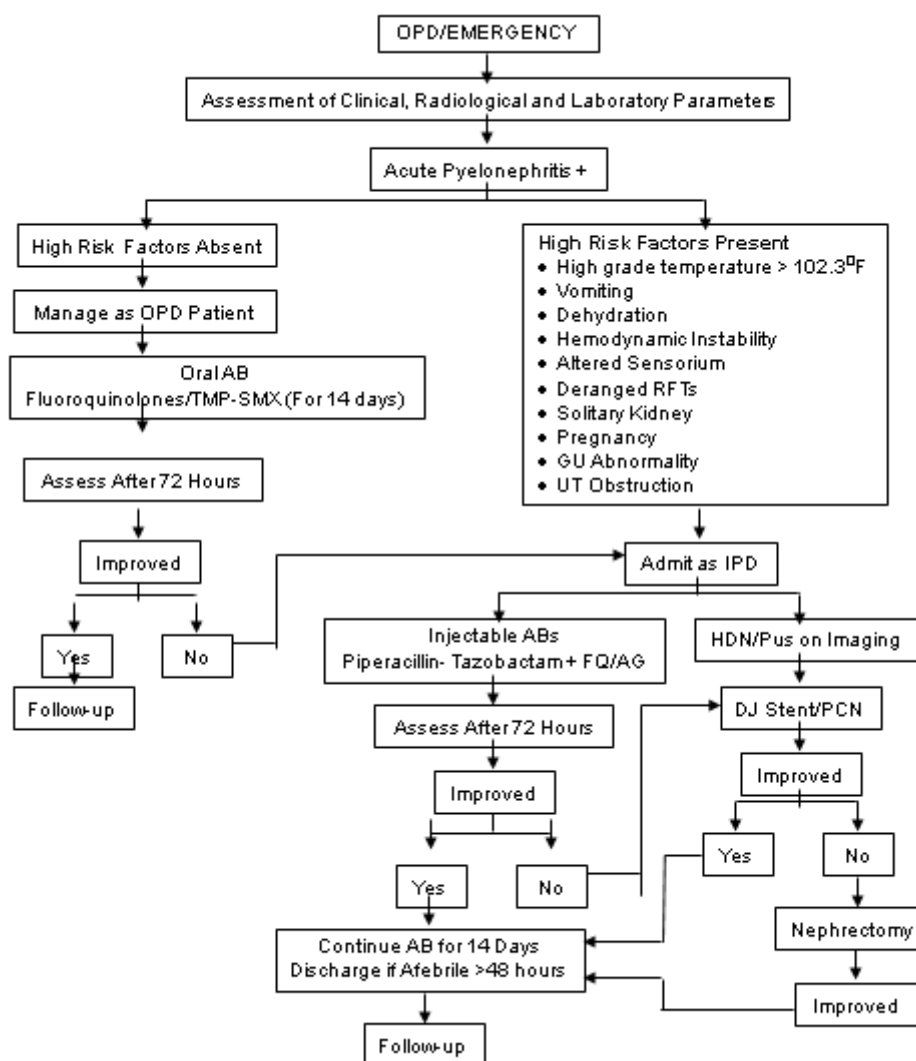 OPD/EMERGENCY
Assessment of Clinical, Radiological and Laboratory Parameters
Acute Pyelonephritis +
High Risk Factors Absent
Manage as OPD Patient
Oral AB
Fluoroquinolones/TMP-SMX (For 14 days)
Assess After 72 Hours
Improved
Yes
No
Follow-up
High Risk Factors Present
• High grade temperature > 102.3⁰F
• Vomiting
• Dehydration
• Hemodynamic Instability
• Altered Sensorium
• Deranged RFTs
• Solitary Kidney
• Pregnancy
• GU Abnormality
• UT Obstruction
Admit as IPD
Injectable ABs
Piperacillin- Tazobactam + FQ/AG
Assess After 72 Hours
Improved
Yes
No
HDN/Pus on Imaging
DJ Stent/PCN
Improved
Yes
No
Nephrectomy
Improved
Continue AB for 14 Days
Discharge if Afebrile >48 hours
Follow-up